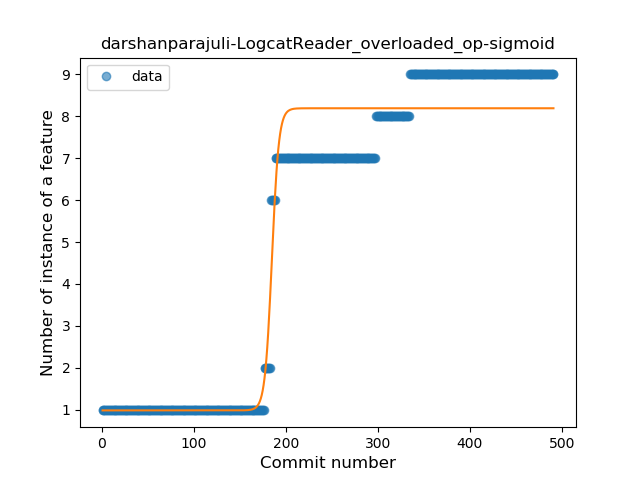 darshanparajuli-LogcatReader_overloaded_op-sigmoid
data
Number of instance of a feature
9
8
7
6
5
4
3
2
1
0 100 200 300 400 500
Commit number